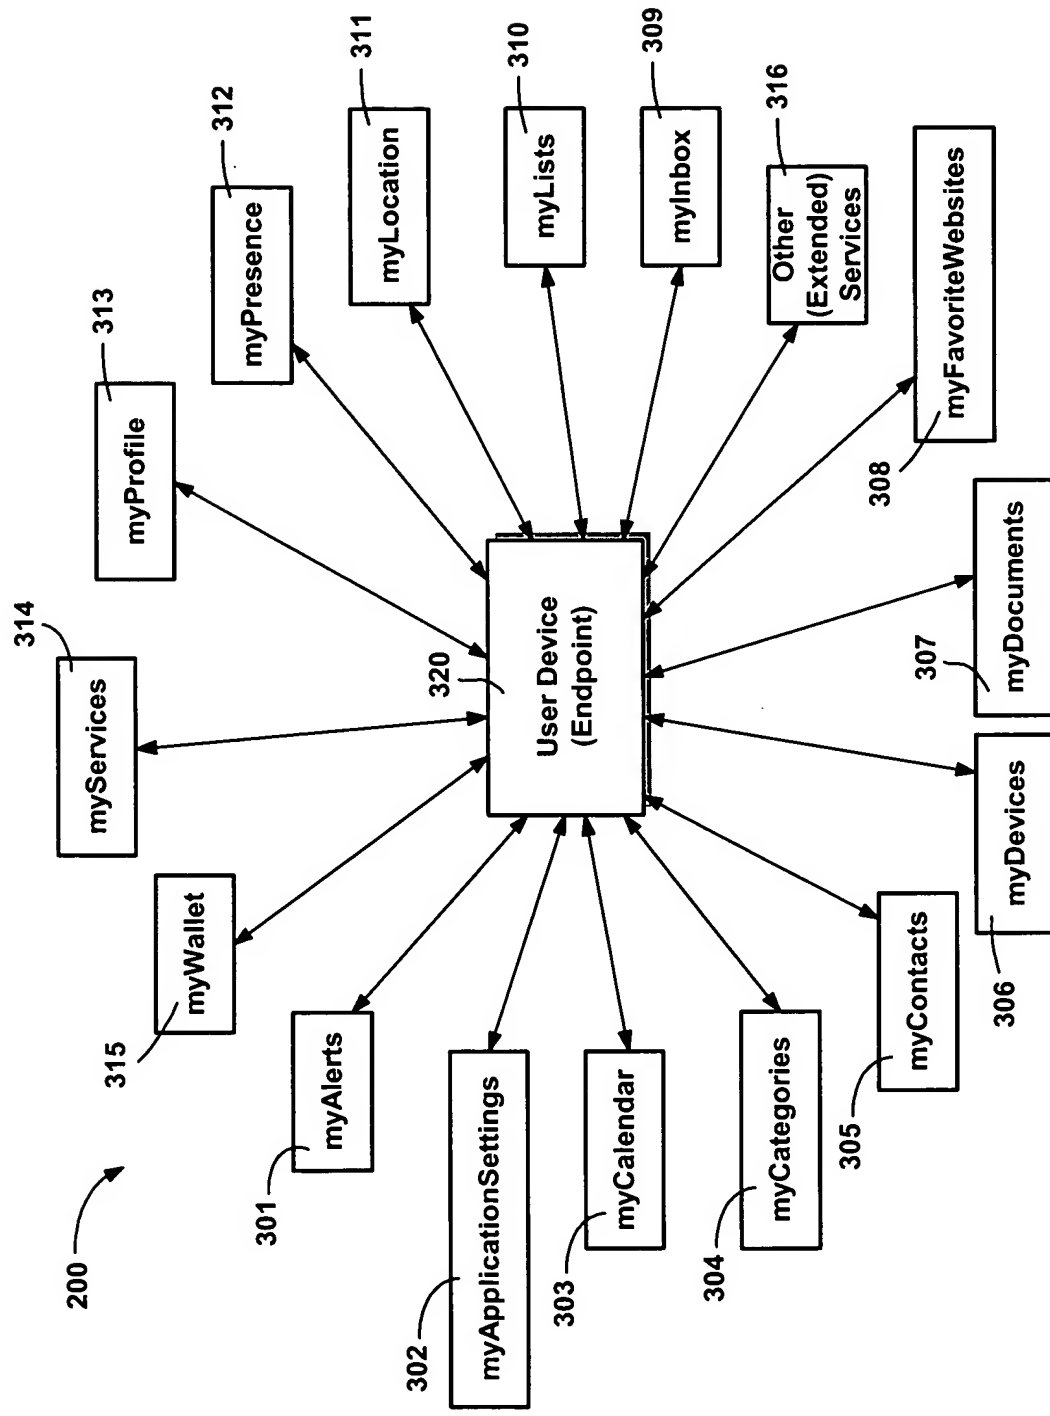 200
315
myWallet
314
myServices
313
myProfile
312
myPresence
311
myLocation
310
myLists
309
myInbox
316
Other
(Extended)
Services
308
myFavoriteWebsites
307
myDocuments
306
myDevices
305
myContacts
304
myCategories
303
myCalendar
302
myApplicationSettings
301
myAlerts
320
User Device
(Endpoint)